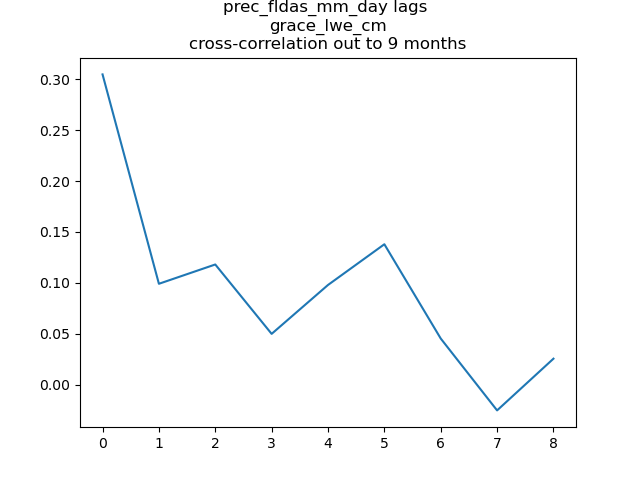 prec_fldas_mm_day lags
grace_lwe_cm
cross-correlation out to 9 months
0.30
0.25
0.20
0.15
0.10
0.05
0.00
0 1 2 3 4 5 6 7 8